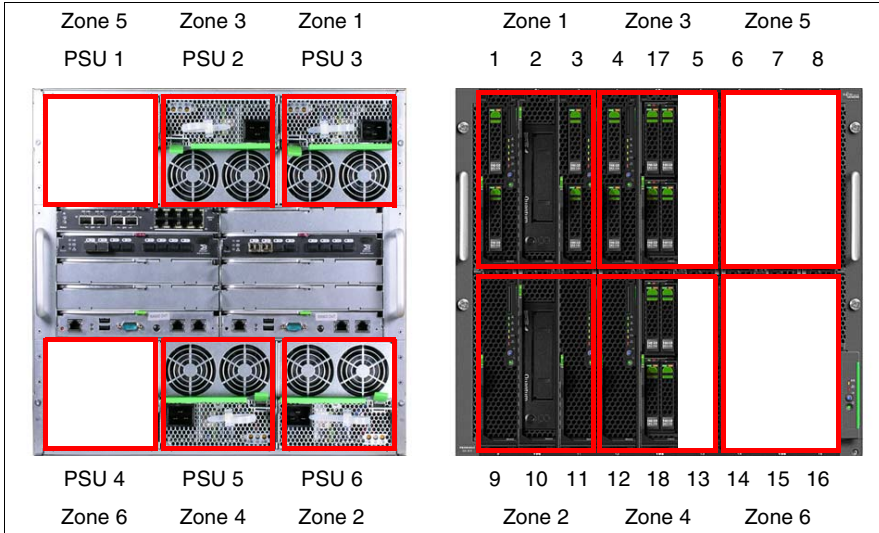 Zone 5 Zone 3 Zone 1
PSU 1 PSU 2 PSU 3
PSU 4 PSU 5 PSU 6
Zone 6 Zone 4 Zone 2
Zone 1 Zone 3 Zone 5
1 2 3 4 17 5 6 7 8
Quantum
Quantum
9 10 11 12 18 13 14 15 16
Zone 2 Zone 4 Zone 6